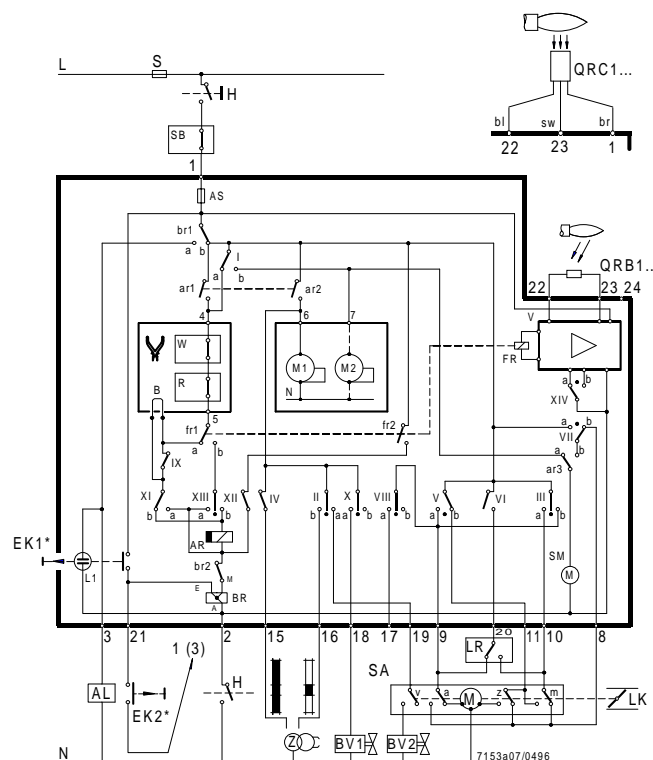 L
S
H
QRC1...
SB
bl
sw
br
22
23
1
1
AS
br1
a
b
I
a
b
QRB1..
ar1
ar2
22
23
24
4
6
7
V
W
FR
M1
M2
R
N
XIV
a
b
B
5
fr1
a
b
fr2
a
b
VII
ar3
IX
XI
XIII
XII
IV
II
X
VIII
V
VI
III
b
a
a
b
b
a
a
b
a
b
a
b
a
b
AR
EK1*
L1
br2
M
E
BR
A
SM
M
3
21
2
15
16
18
17
19
9
20
11
10
8
LR
1 (3)
SA
AL
H
EK2*
v
a
M
z
m
LK
Z
BV1
BV2
N
7153a07/0496